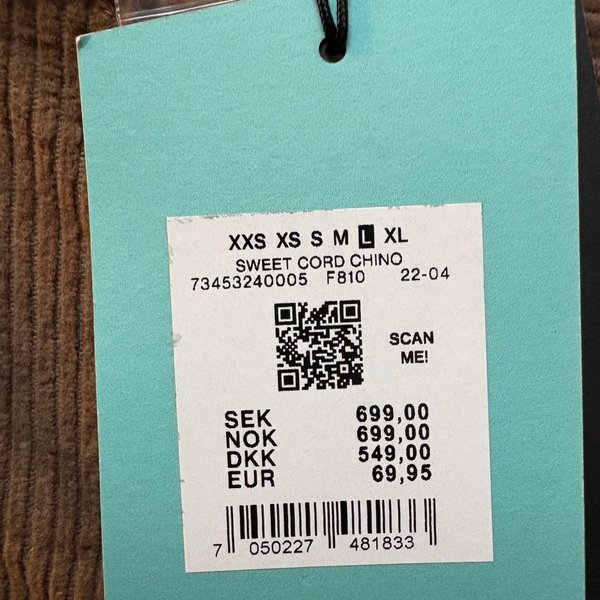 XXS XS S M L XL
SWEET CORD CHINO
73453240005 F810 22-04
SCAN
ME!
SEK 699,00
NOK 699,00
DKK 549,00
EUR 69,95
7 050227 481833